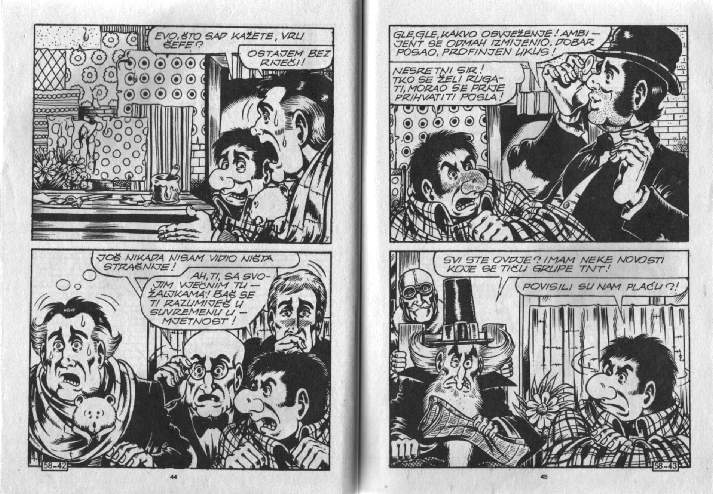 EVO, ŠTO SAD KAŽETE, VRLI
ŠEFE?
OSTAJEM BEZ
RIJEČI!
JOŠ NIKADA NISAM VIDIO NIŠTA
STRAŠNIJE!
AH, TI, SA SVO-
JIM VJEČNIM TU-
ŽALJKAMA! BAŠ SE
TI RAZUMIJEŠ U
SUVREMENU U-
MJETNOST!
58-42
44
GLE, GLE, KAKVO OSVJEŽENJE! AMBI-
JENT SE ODMAH IZMIJENIO, DOBAR
POSAO, PROFINJEN UKUS!
NESRETNI SIR!
TKO SE ŽELI RUGA-
TI, MORAO SE PRIJE
PRIHVATITI POSLA!
SVI STE OVDJE? IMAM NEKE NOVOSTI
KOJE SE TIČU GRUPE TNT!
POVISILI SU NAM PLAĆU?!
58-43
45